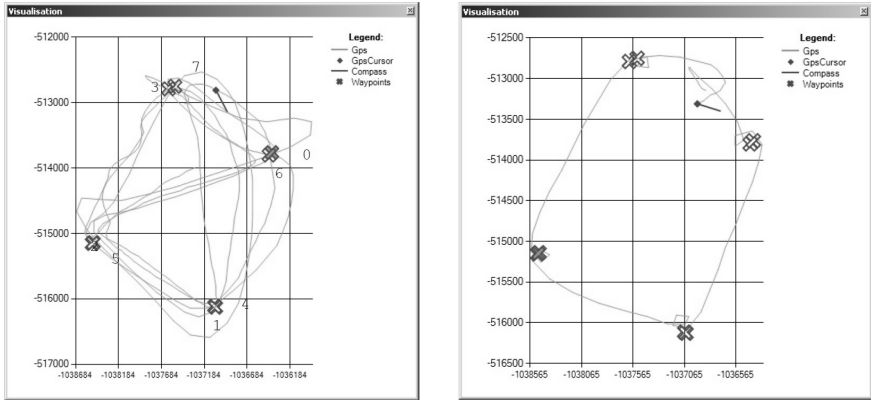 Visualisation
-512000
-513000
-514000
-515000
-516000
-517000
-1038684 -1038184 -1037684 -1037184 -1036684 -1036184
7
3
0
6
5
4
1
Legend:
Gps
GpsCursor
Compass
Waypoints
Visualisation
-512500
-513000
-513500
-514000
-514500
-515000
-515500
-516000
-516500
-1038565 -1038065 -1037565 -1037065 -1036565
Legend:
Gps
GpsCursor
Compass
Waypoints